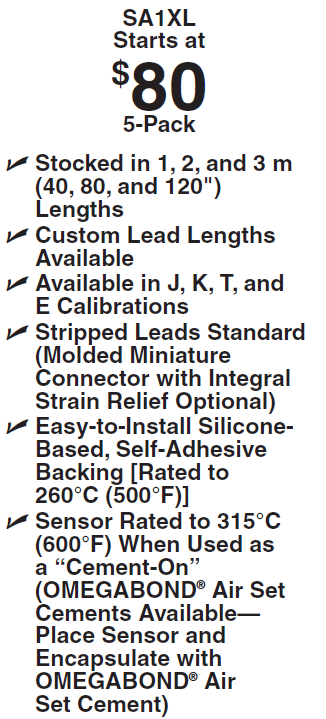 SA1XL
Starts at
$80
5-Pack
✓ Stocked in 1, 2, and 3 m
(40, 80, and 120")
Lengths
✓ Custom Lead Lengths
Available
✓ Available in J, K, T, and
E Calibrations
✓ Stripped Leads Standard
(Molded Miniature
Connector with Integral
Strain Relief Optional)
✓ Easy-to-Install Silicone-
Based, Self-Adhesive
Backing [Rated to
260°C (500°F)]
✓ Sensor Rated to 315°C
(600°F) When Used as
a “Cement-On”
(OMEGABOND® Air Set
Cements Available—
Place Sensor and
Encapsulate with
OMEGABOND® Air
Set Cement)